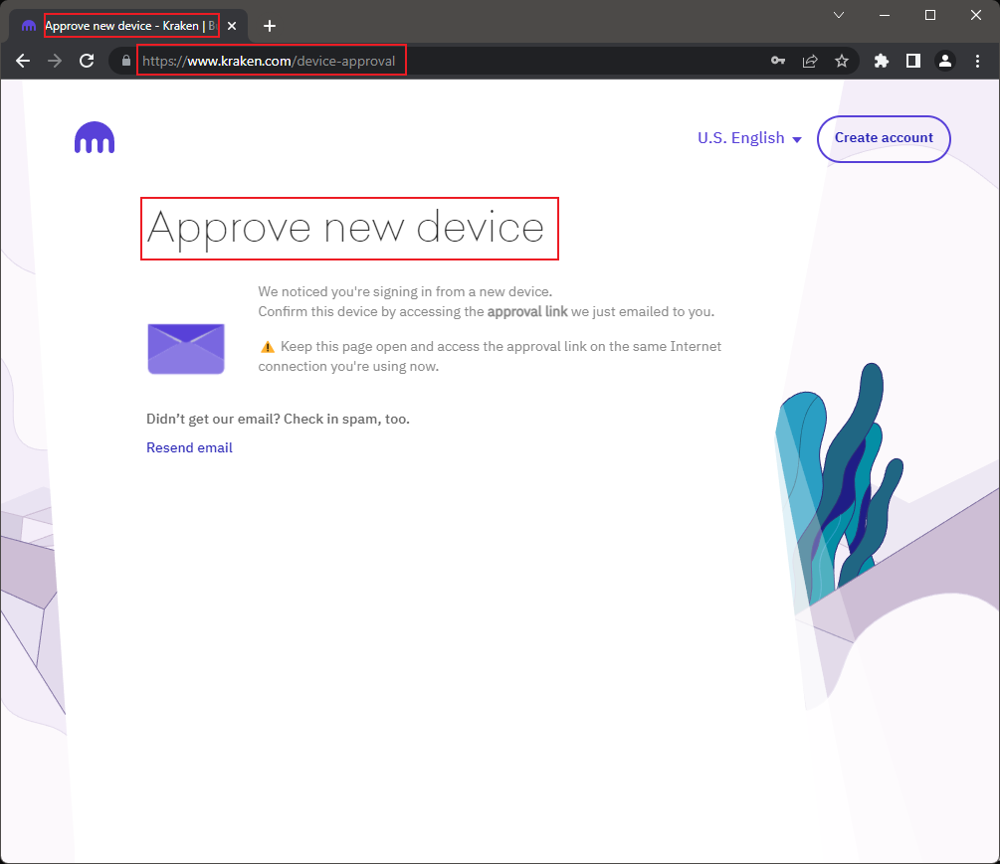 Approve new device - Kraken | B
https://www.kraken.com/device-approval
U.S. English
Create account
Approve new device
We noticed you're signing in from a new device.
Confirm this device by accessing the approval link we just emailed to you.
Keep this page open and access the approval link on the same Internet
connection you're using now.
Didn’t get our email? Check in spam, too.
Resend email